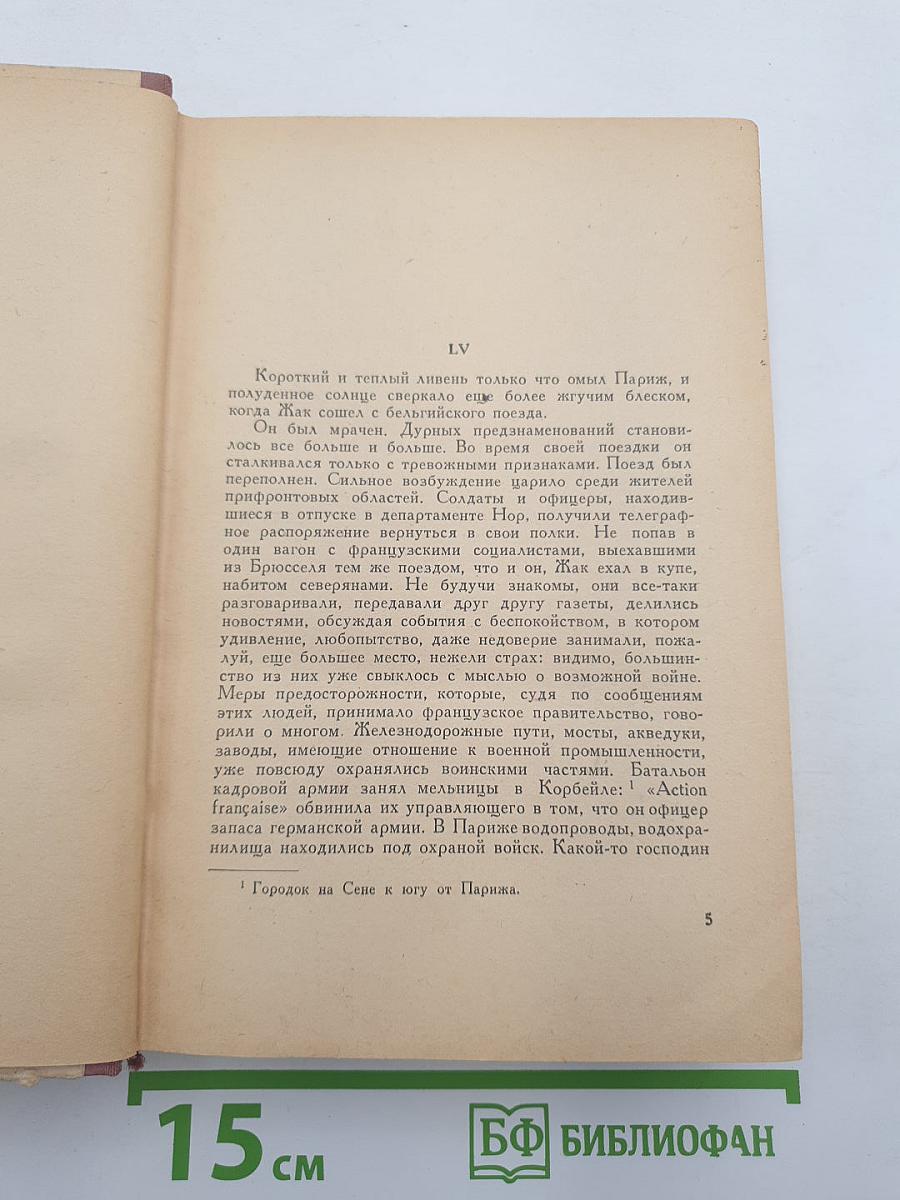 LV
Короткий и теплый ливень только что омыл Париж, и
полуденное солнце сверкало еще более жгучим блеском,
когда Жак сошел с бельгийского поезда.
Он был мрачен. Дурных предзнаменований станови-
лось все больше и больше. Во время своей поездки он
сталкивался только с тревожными признаками. Поезд был
переполнен. Сильное возбуждение царило среди жителей
прифронтовых областей. Солдаты и офицеры, находив-
шиеся в отпуске в департаменте Нор, получили телеграф-
ное распоряжение вернуться в свои полки. Не попав в
один вагон с французскими социалистами, выехавшими
из Брюсселя тем же поездом, что и он, Жак ехал в купе,
набитом северянами. Не будучи знакомы, они все-таки
разговаривали, передавали друг другу газеты, делились
новостями, обсуждая события с беспокойством, в котором
удивление, любопытство, даже недоверие занимали, пожа-
луй, еще большее место, нежели страх: видимо, большин-
ство из них уже свыклось с мыслью о возможной войне.
Меры предосторожности, которые, судя по сообщениям
этих людей, принимало французское правительство, гово-
рили о многом. Железнодорожные пути, мосты, акведуки,
заводы, имеющие отношение к военной промышленности,
уже повсюду охранялись воинскими частями. Батальон
кадровой армии занял мельницы в Корбейле: ¹ «Action
française» обвинила их управляющего в том, что он офицер
запаса германской армии. В Париже водопроводы, водохра-
нилища находились под охраной войск. Какой-то господин
¹ Городок на Сене к югу от Парижа.
5
15 см
БФ БИБЛИОФАН